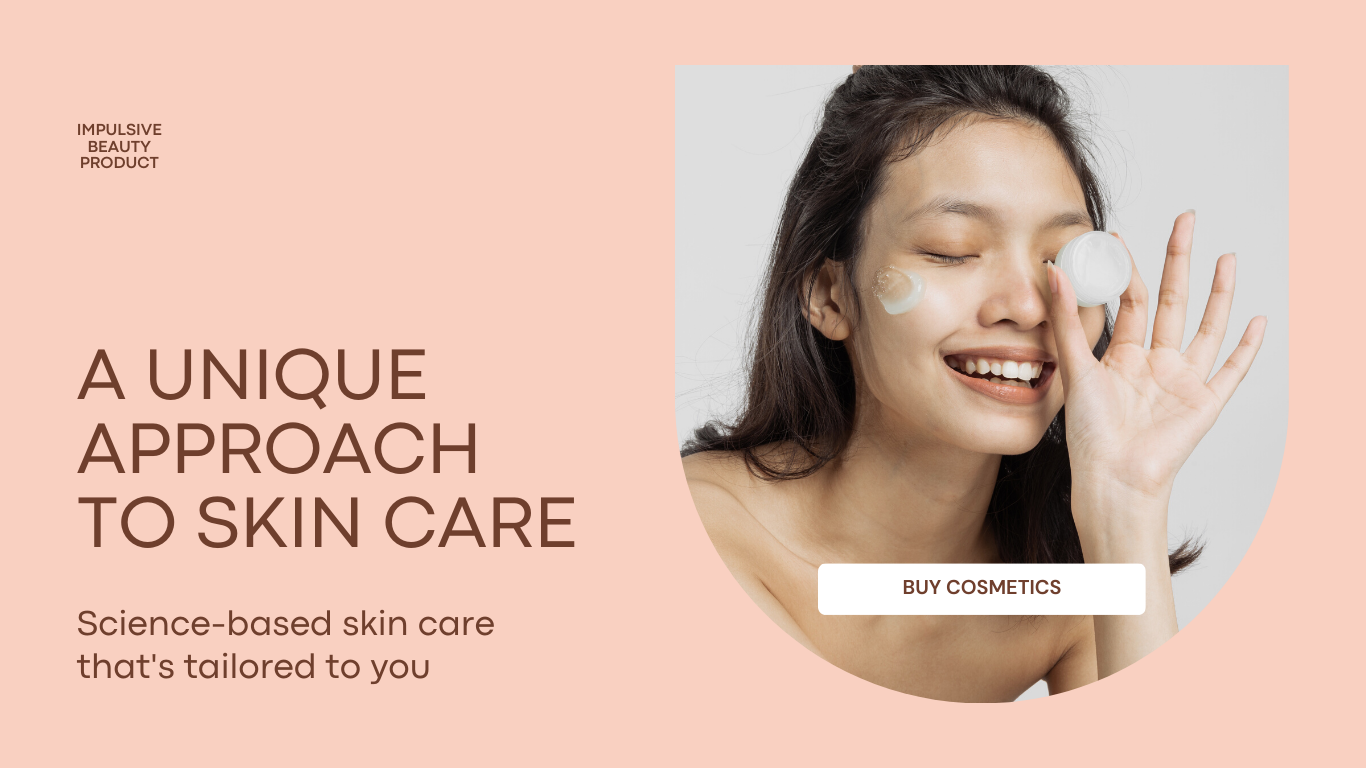 IMPULSIVE
BEAUTY
PRODUCT
A UNIQUE
APPROACH
TO SKIN CARE
Science-based skin care
that's tailored to you
BUY COSMETICS